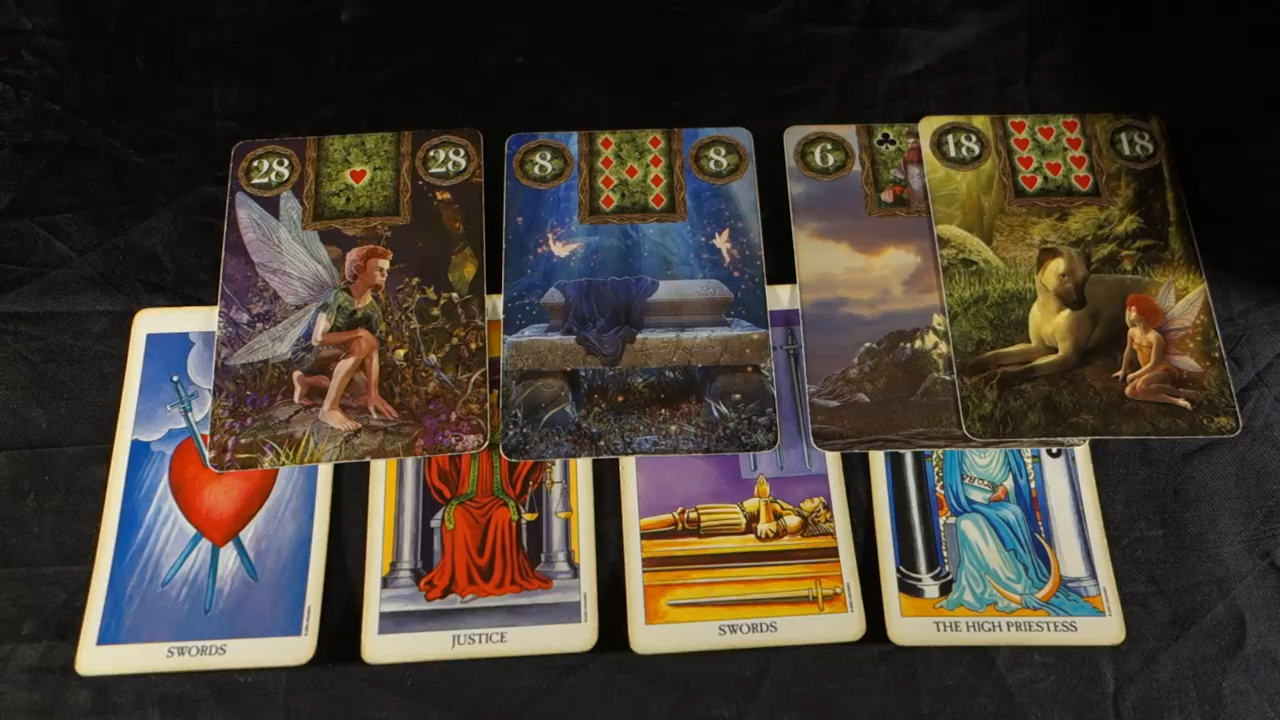 28 28
8 8
6
18 18
SWORDS
JUSTICE
SWORDS
THE HIGH PRIESTESS